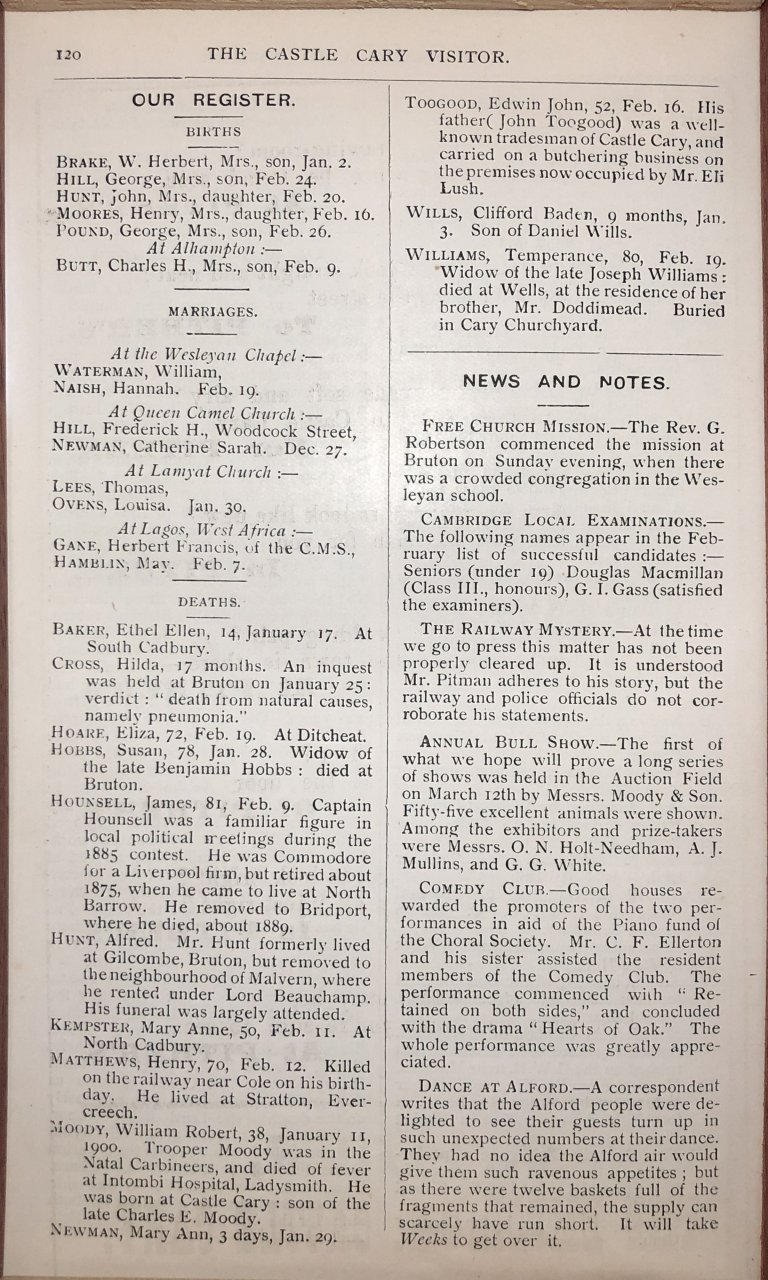 120
THE CASTLE CARY VISITOR.
OUR REGISTER.
BIRTHS
BRAKE, W. Herbert, Mrs., son, Jan. 2.
HILL, George, Mrs., son, Feb. 24.
HUNT, John, Mrs., daughter, Feb. 20.
MOORES, Henry, Mrs., daughter, Feb. 16.
POUND, George, Mrs., son, Feb. 26.
At Alhampton :—
BUTT, Charles H., Mrs., son, Feb. 9.
MARRIAGES.
At the Wesleyan Chapel :—
WATERMAN, William,
NAISH, Hannah. Feb. 19.
At Queen Camel Church :—
HILL, Frederick H., Woodcock Street,
NEWMAN, Catherine Sarah. Dec. 27.
At Lamyat Church :—
LEES, Thomas,
OVENS, Louisa. Jan. 30.
At Lagos, West Africa :—
GANE, Herbert Francis, of the C.M.S.,
HAMBLIN, May. Feb. 7.
DEATHS.
BAKER, Ethel Ellen, 14, January 17. At
South Cadbury.
CROSS, Hilda, 17 months. An inquest
was held at Bruton on January 25:
verdict : “ death from natural causes,
namely pneumonia.”
HOARE, Eliza, 72, Feb. 19. At Ditcheat.
HOBBS, Susan, 78, Jan. 28. Widow of
the late Benjamin Hobbs : died at
Bruton.
HOUNSELL, James, 81, Feb. 9. Captain
Hounsell was a familiar figure in
local political meetings during the
1885 contest. He was Commodore
for a Liverpool firm, but retired about
1875, when he came to live at North
Barrow. He removed to Bridport,
where he died, about 1889.
HUNT, Alfred. Mr. Hunt formerly lived
at Gilcombe, Bruton, but removed to
the neighbourhood of Malvern, where
he rented under Lord Beauchamp.
His funeral was largely attended.
KEMPSTER, Mary Anne, 50, Feb. 11. At
North Cadbury.
MATTHEWS, Henry, 70, Feb. 12. Killed
on the railway near Cole on his birth-
day. He lived at Stratton, Ever-
creech.
MOODY, William Robert, 38, January 11,
1900. Trooper Moody was in the
Natal Carbineers, and died of fever
at Intombi Hospital, Ladysmith. He
was born at Castle Cary : son of the
late Charles E. Moody.
NEWMAN, Mary Ann, 3 days, Jan. 29.
TOOGOOD, Edwin John, 52, Feb. 16. His
father( John Toogood) was a well-
known tradesman of Castle Cary, and
carried on a butchering business on
the premises now occupied by Mr. Eli
Lush.
WILLS, Clifford Baden, 9 months, Jan.
3. Son of Daniel Wills.
WILLIAMS, Temperance, 80, Feb. 19.
Widow of the late Joseph Williams :
died at Wells, at the residence of her
brother, Mr. Doddimead. Buried
in Cary Churchyard.
NEWS AND NOTES.
FREE CHURCH MISSION.—The Rev. G.
Robertson commenced the mission at
Bruton on Sunday evening, when there
was a crowded congregation in the Wes-
leyan school.
CAMBRIDGE LOCAL EXAMINATIONS.—
The following names appear in the Feb-
ruary list of successful candidates :—
Seniors (under 19) Douglas Macmillan
(Class III., honours), G. I. Gass (satisfied
the examiners).
THE RAILWAY MYSTERY.—At the time
we go to press this matter has not been
properly cleared up. It is understood
Mr. Pitman adheres to his story, but the
railway and police officials do not cor-
roborate his statements.
ANNUAL BULL SHOW.—The first of
what we hope will prove a long series
of shows was held in the Auction Field
on March 12th by Messrs. Moody & Son.
Fifty-five excellent animals were shown.
Among the exhibitors and prize-takers
were Messrs. O. N. Holt-Needham, A. J.
Mullins, and G. G. White.
COMEDY CLUB.—Good houses re-
warded the promoters of the two per-
formances in aid of the Piano fund of
the Choral Society. Mr. C. F. Ellerton
and his sister assisted the resident
members of the Comedy Club. The
performance commenced with “ Re-
tained on both sides,” and concluded
with the drama “ Hearts of Oak.” The
whole performance was greatly appre-
ciated.
DANCE AT ALFORD.—A correspondent
writes that the Alford people were de-
lighted to see their guests turn up in
such unexpected numbers at their dance.
They had no idea the Alford air would
give them such ravenous appetites ; but
as there were twelve baskets full of the
fragments that remained, the supply can
scarcely have run short. It will take
Weeks to get over it.